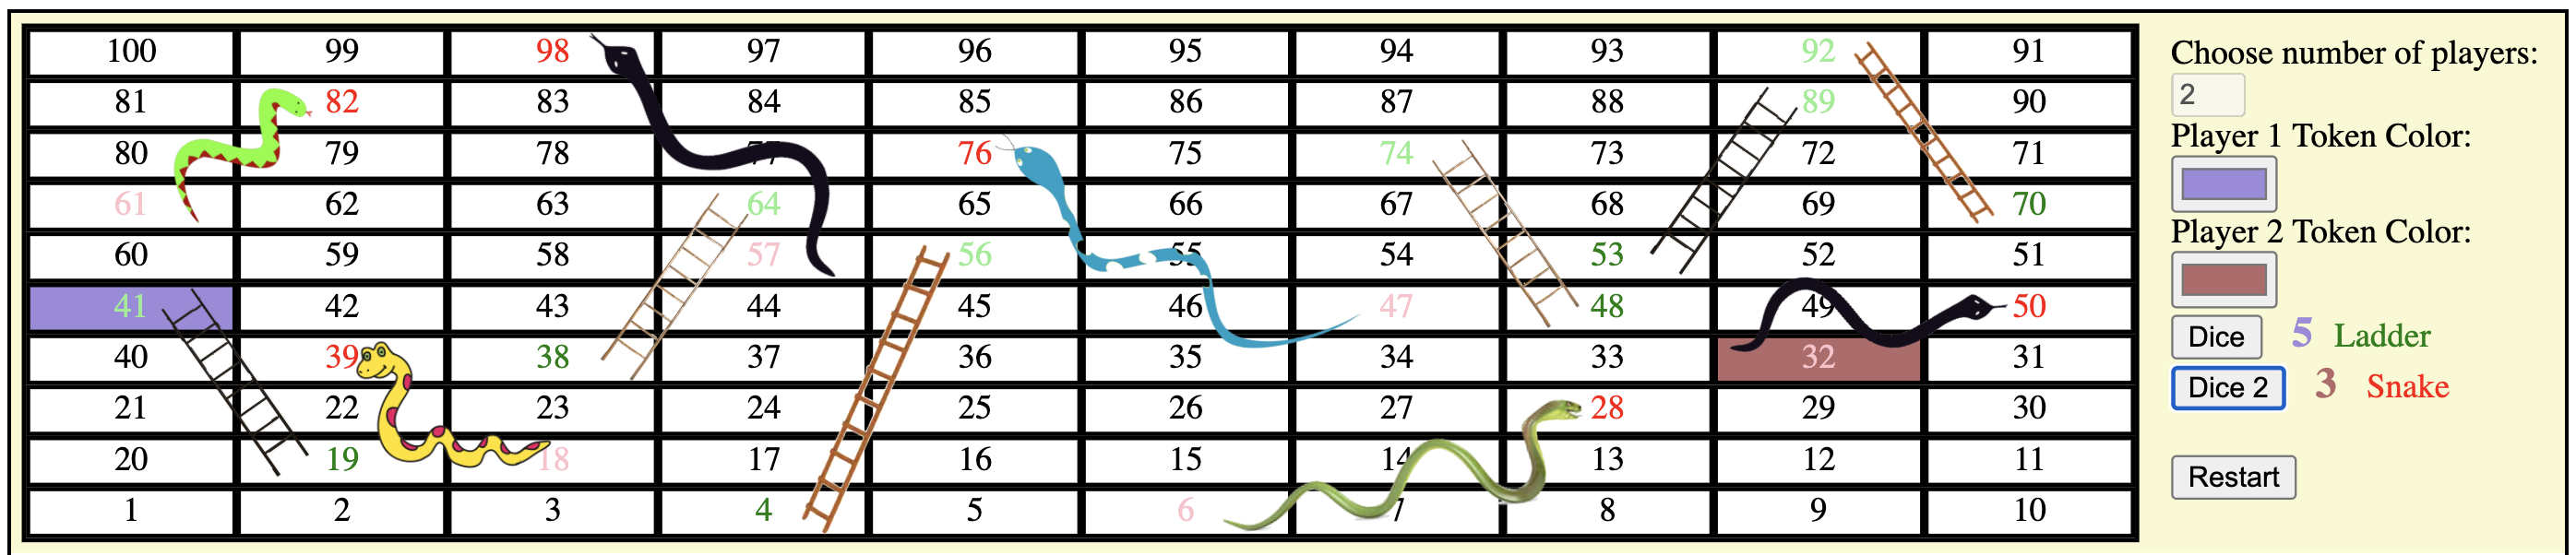 100 99 98 97 96 95 94 93 92 91
81 82 83 84 85 86 87 88 89 90
80 79 78 77 76 75 74 73 72 71
61 62 63 64 65 66 67 68 69 70
60 59 58 57 56 55 54 53 52 51
41 42 43 44 45 46 47 48 49 50
40 39 38 37 36 35 34 33 32 31
21 22 23 24 25 26 27 28 29 30
20 19 18 17 16 15 14 13 12 11
1 2 3 4 5 6 7 8 9 10
Choose number of players:
2
Player 1 Token Color:
Player 2 Token Color:
Dice 5 Ladder
Dice 2 3 Snake
Restart